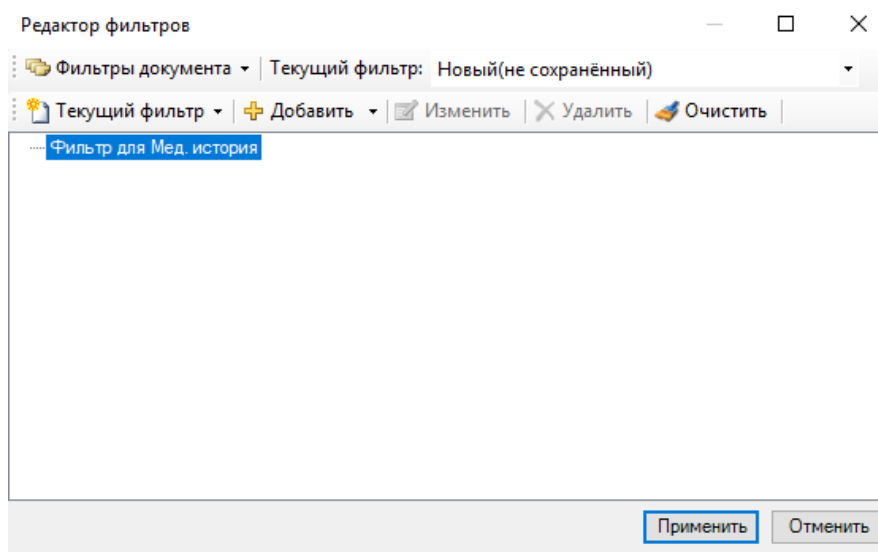 Редактор фильтров
Фильтры документа Текущий фильтр: Новый(не сохранённый)
Текущий фильтр Добавить Изменить Удалить Очистить
Фильтр для Мед. история
Применить Отменить